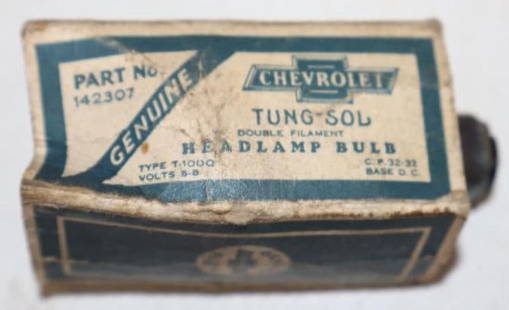 PART No.
142307
GENUINE
CHEVROLET
TUNG-SOL
DOUBLE FILAMENT
HEADLAMP BULB
TYPE T-1000
VOLTS 6-8
C.P. 32-32
BASE D.C.